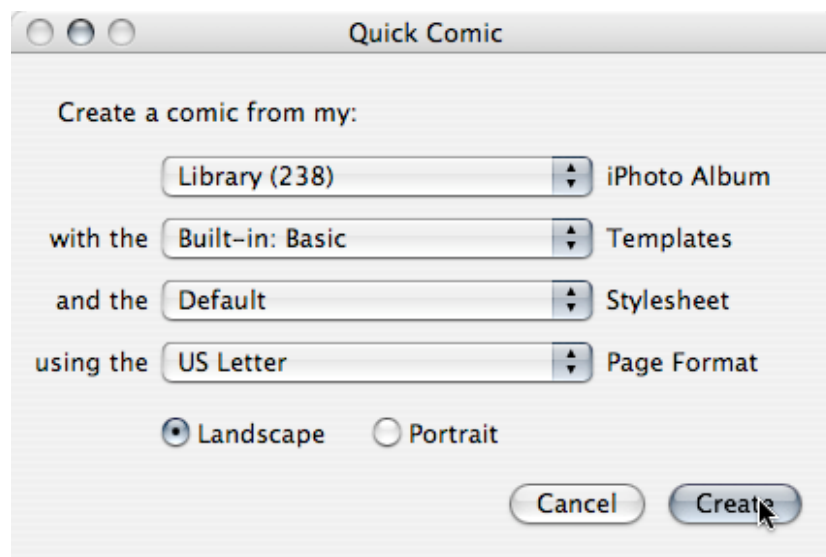 Quick Comic
Create a comic from my:
Library (238) iPhoto Album
with the Built-in: Basic Templates
and the Default Stylesheet
using the US Letter Page Format
Landscape Portrait
Cancel Create